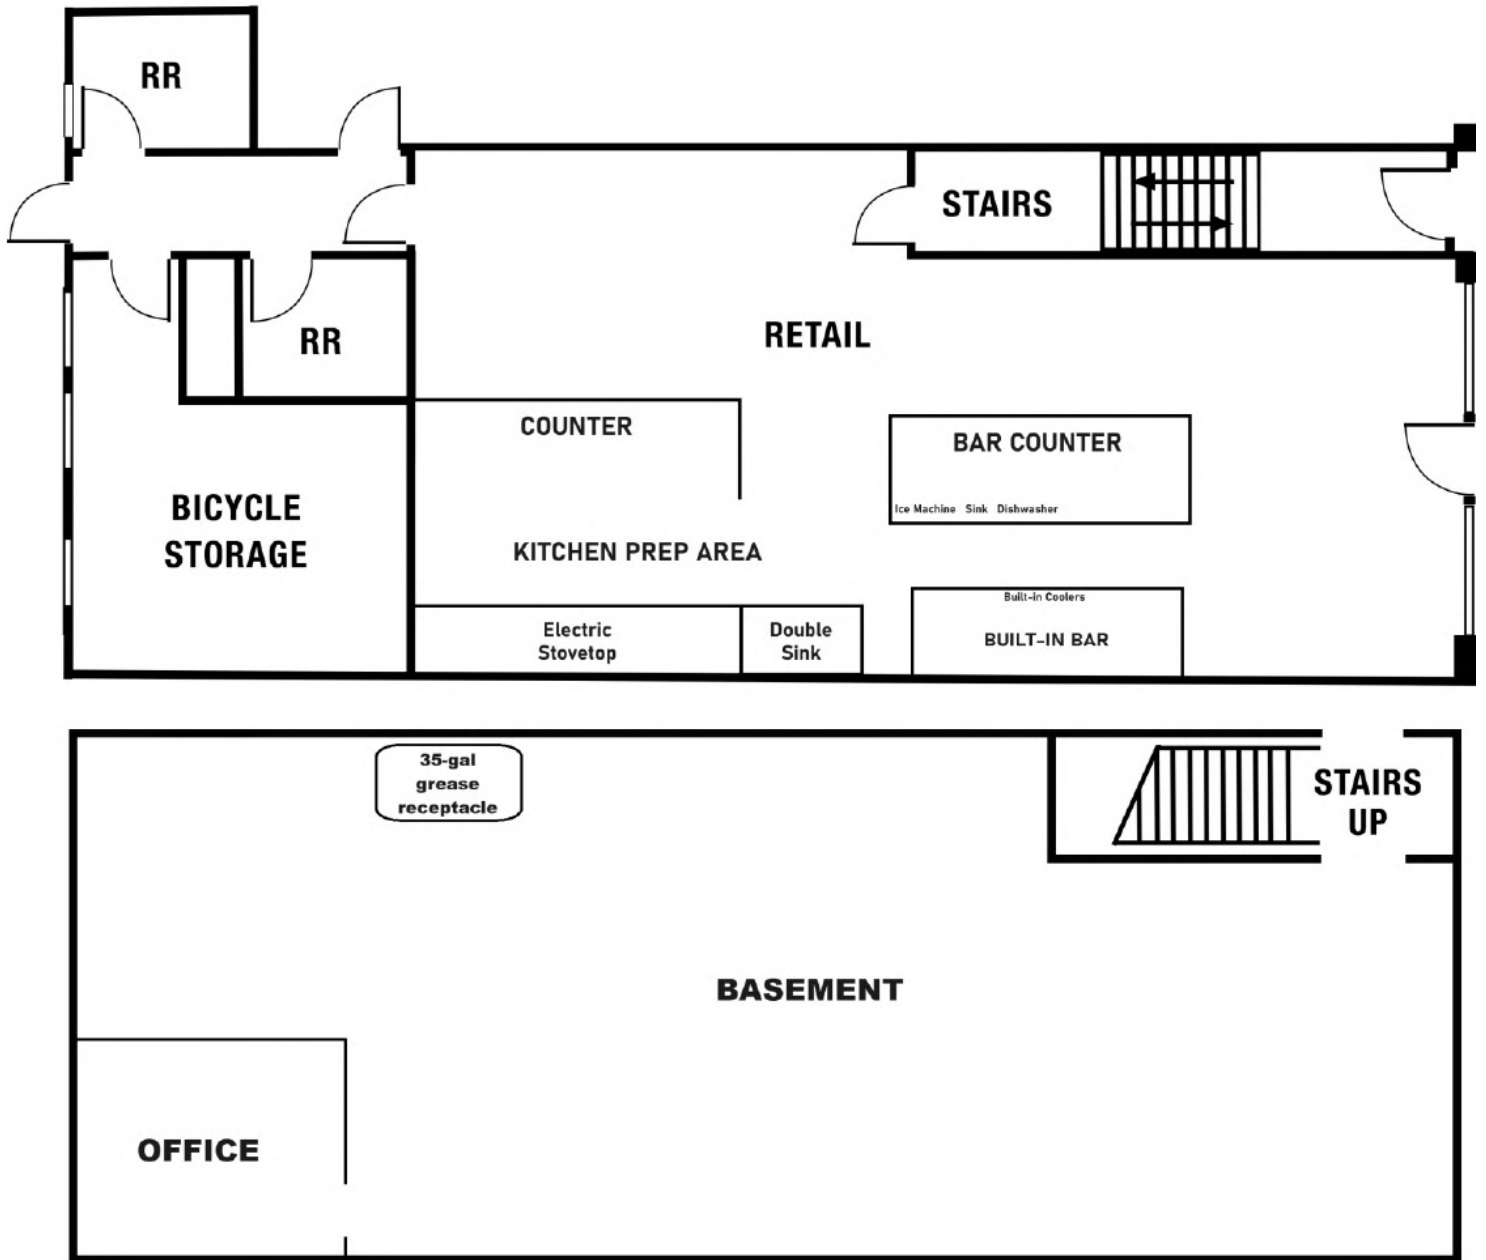 RR
STAIRS
RR
RETAIL
COUNTER
BAR COUNTER
Ice Machine Sink Dishwasher
BICYCLE
STORAGE
KITCHEN PREP AREA
Electric
Stovetop
Double
Sink
Built-in Coolers
BUILT-IN BAR
35-gal
grease
receptacle
STAIRS
UP
BASEMENT
OFFICE